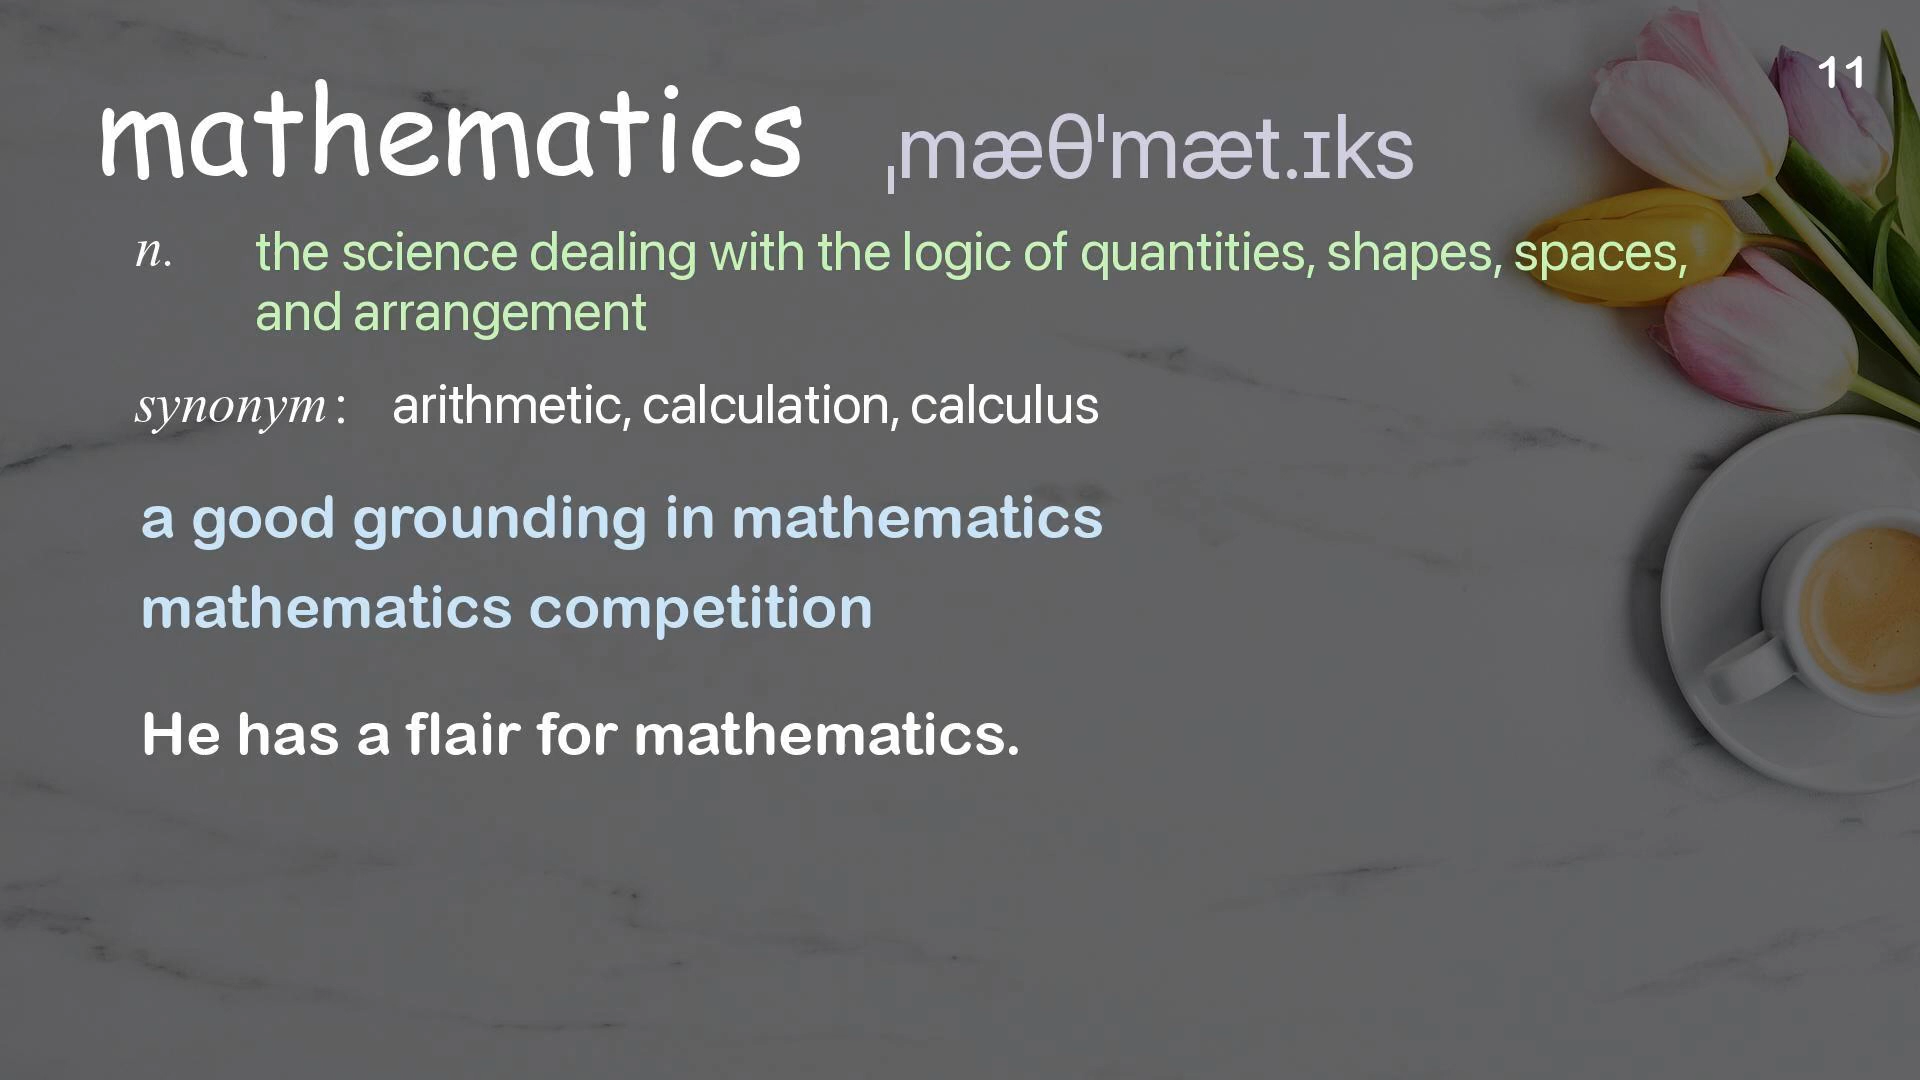 11
mathematics ˌmæθˈmæt.ɪks
n. the science dealing with the logic of quantities, shapes, spaces,
and arrangement
synonym: arithmetic, calculation, calculus
a good grounding in mathematics
mathematics competition
He has a flair for mathematics.